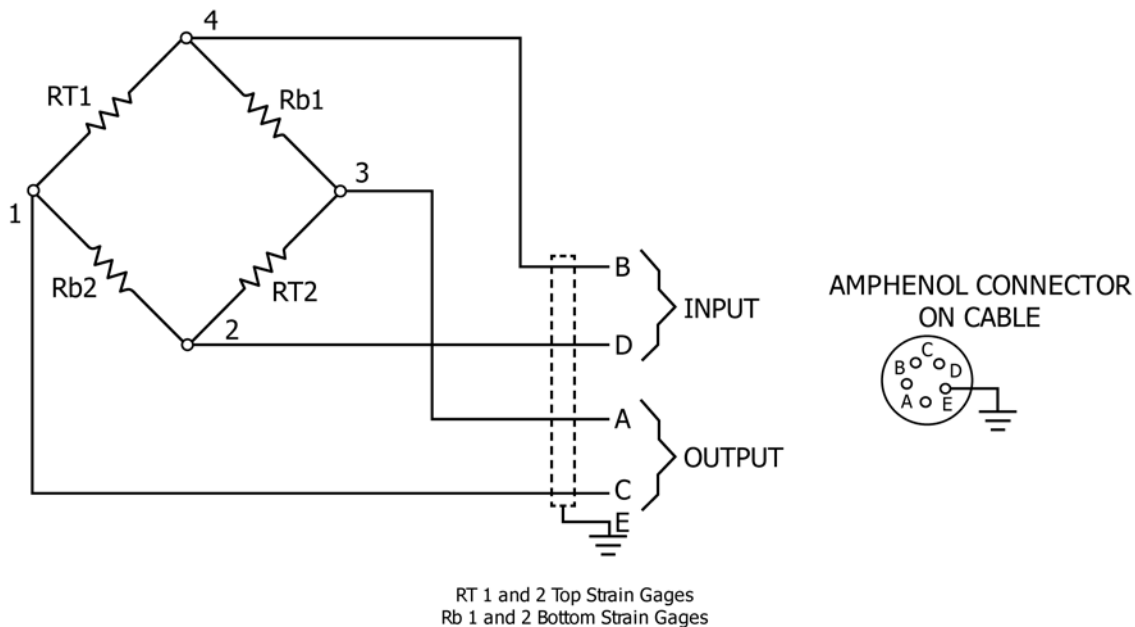 4
RT1
Rb1
3
1
Rb2
RT2
2
B
INPUT
D
A
OUTPUT
C
E
AMPHENOL CONNECTOR
ON CABLE
C
B
D
A
E
RT 1 and 2 Top Strain Gages
Rb 1 and 2 Bottom Strain Gages